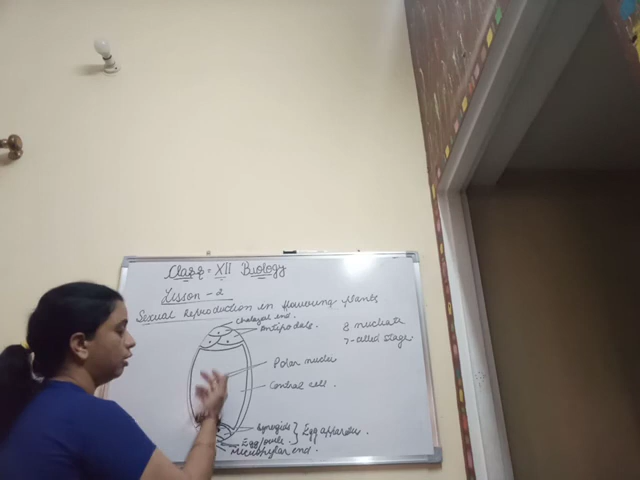 Class = XII Biology
Lesson - 2
Sexual Reproduction in flowering plants
Chalazal end.
Antipodals.
8 nucleate
7-celled stage
Polar nuclei
Central cell.
Synergids } Egg apparatus.
Egg/
Micropylar end.